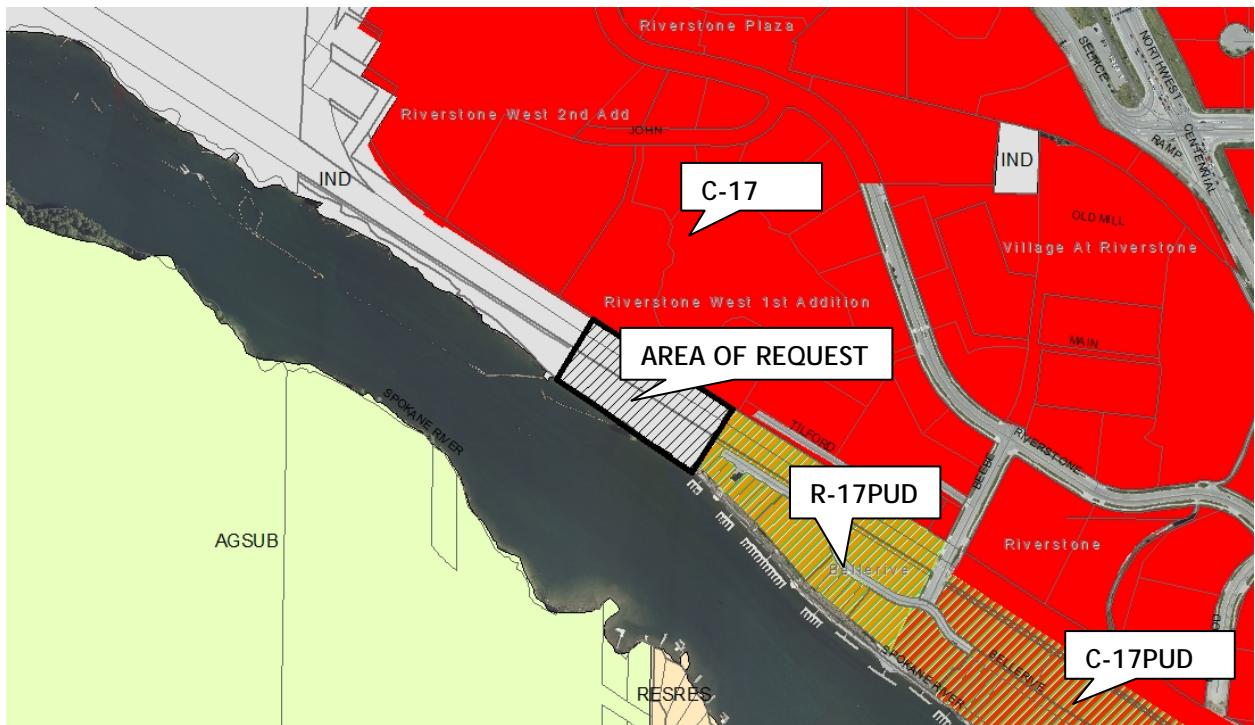 Riverstone Plaza
SELTICE
NORTHWEST
Riverstone West 2nd Add
JOHN
CENTENNIAL
RAMP
IND
IND
C-17
OLD MILL
Village At Riverstone
Riverstone West 1st Addition
MAIN
AREA OF REQUEST
SPOKANE RIVER
TILFORD
RIVERSTONE
BEEBE
R-17PUD
AGSUB
Riverstone
Bellerive
C-17PUD
BELLERIVE
SPOKANE RIVER
RESRES